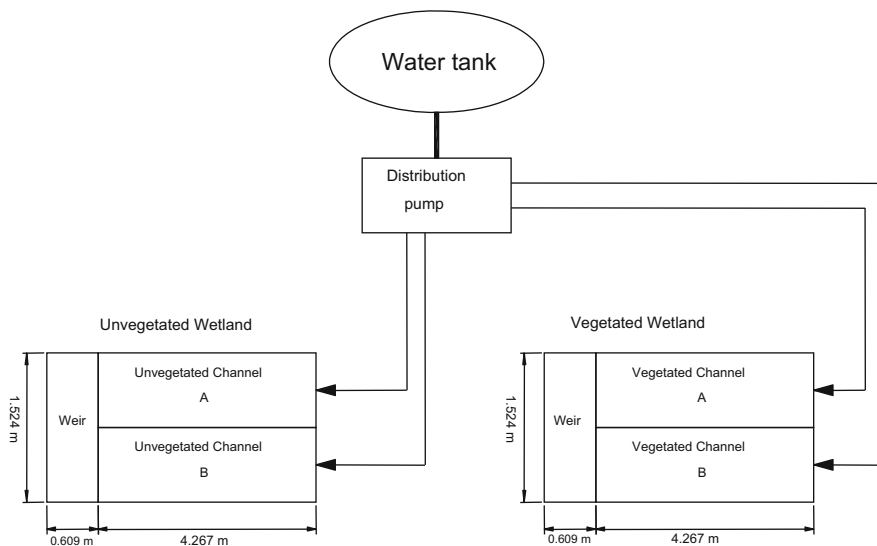 Water tank
Distribution
pump
Unvegetated Wetland
Vegetated Wetland
1.524 m
Weir
Unvegetated Channel
A
Unvegetated Channel
B
0.609 m
4.267 m
1.524 m
Weir
Vegetated Channel
A
Vegetated Channel
B
0.609 m
4.267 m